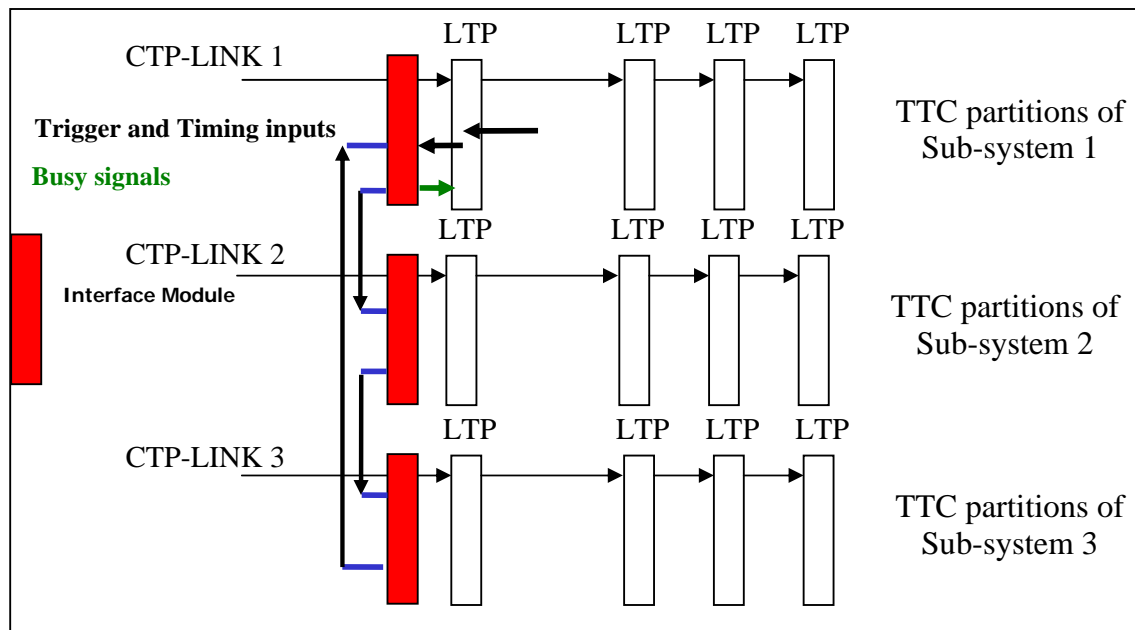 LTP LTP LTP LTP
CTP-LINK 1
Trigger and Timing inputs
Busy signals
TTC partitions of
Sub-system 1
LTP LTP LTP LTP
CTP-LINK 2
Interface Module
TTC partitions of
Sub-system 2
LTP LTP LTP LTP
CTP-LINK 3
TTC partitions of
Sub-system 3